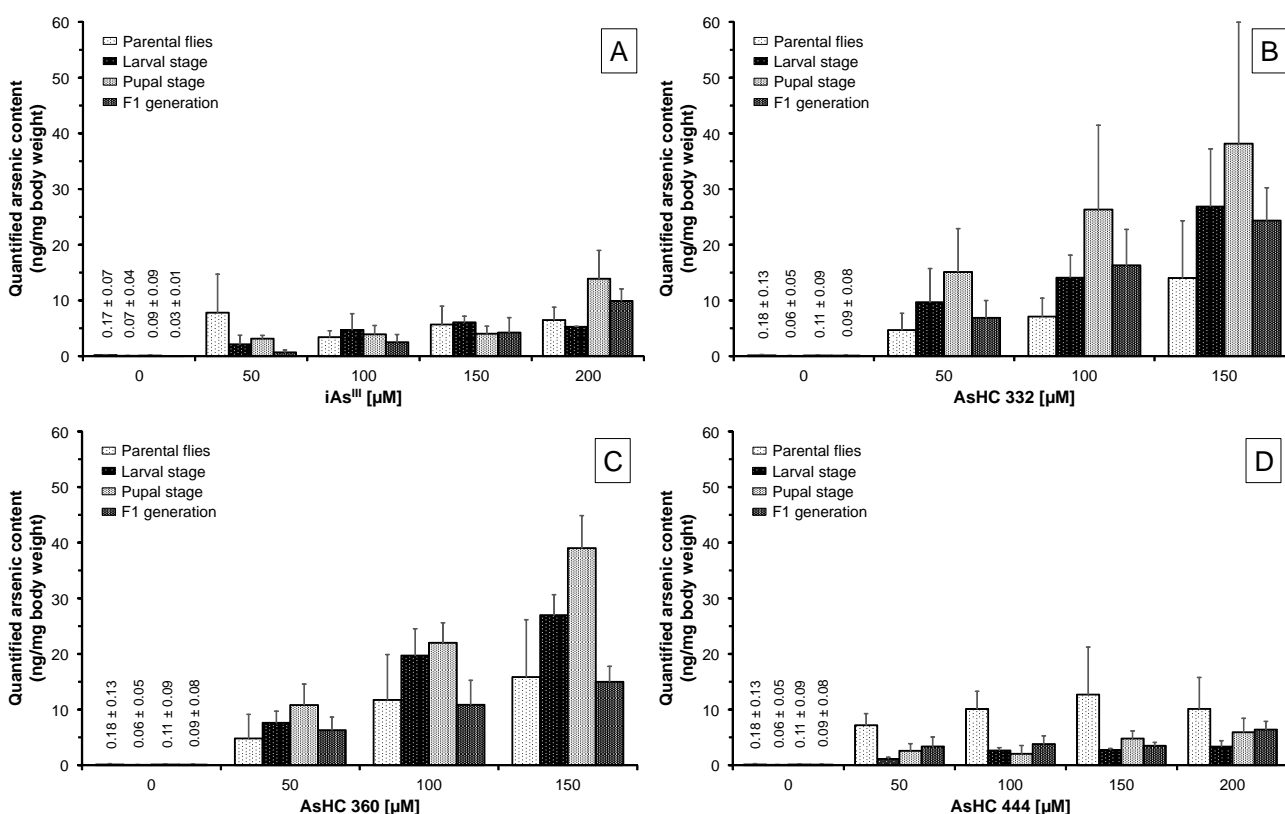 A
Quantified arsenic content
(ng/mg body weight)
60
50
40
30
20
10
0
Parental flies
Larval stage
Pupal stage
F1 generation
0.17 ± 0.07
0.07 ± 0.04
0.09 ± 0.09
0.03 ± 0.01
0 50 100 150 200
iAsᴵᴵᴵ [µM]
B
Quantified arsenic content
(ng/mg body weight)
60
50
40
30
20
10
0
Parental flies
Larval stage
Pupal stage
F1 generation
0.18 ± 0.13
0.06 ± 0.05
0.11 ± 0.09
0.09 ± 0.08
0 50 100 150
AsHC 332 [µM]
C
Quantified arsenic content
(ng/mg body weight)
60
50
40
30
20
10
0
Parental flies
Larval stage
Pupal stage
F1 generation
0.18 ± 0.13
0.06 ± 0.05
0.11 ± 0.09
0.09 ± 0.08
0 50 100 150
AsHC 360 [µM]
D
Quantified arsenic content
(ng/mg body weight)
60
50
40
30
20
10
0
Parental flies
Larval stage
Pupal stage
F1 generation
0.18 ± 0.13
0.06 ± 0.05
0.11 ± 0.09
0.09 ± 0.08
0 50 100 150 200
AsHC 444 [µM]